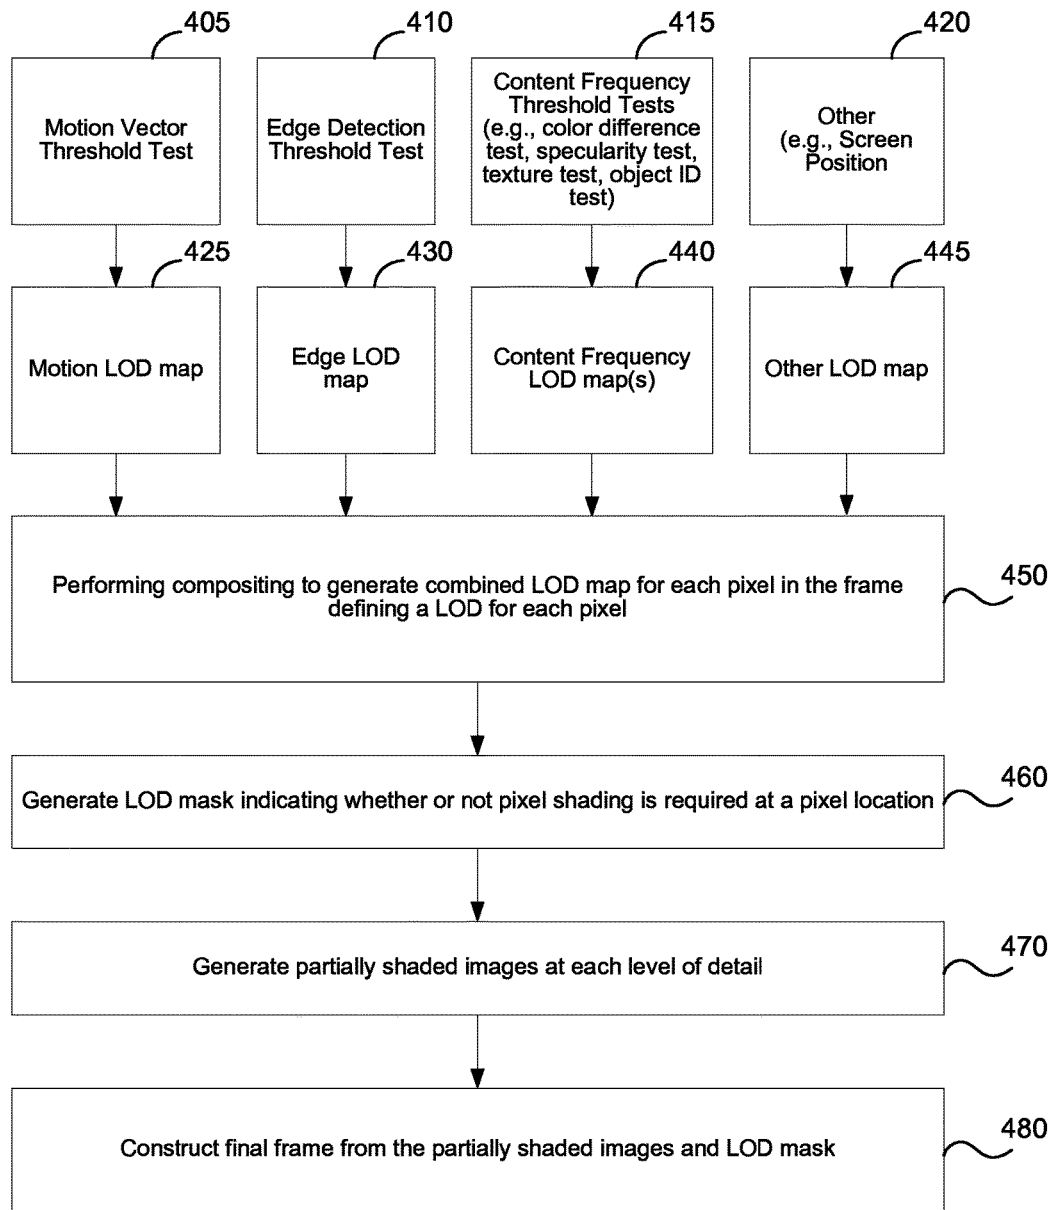 405
410
415
420
Motion Vector
Threshold Test
Edge Detection
Threshold Test
Content Frequency
Threshold Tests
(e.g., color difference
test, specularity test,
texture test, object ID
test)
Other
(e.g., Screen
Position
425
430
440
445
Motion LOD map
Edge LOD
map
Content Frequency
LOD map(s)
Other LOD map
Performing compositing to generate combined LOD map for each pixel in the frame
defining a LOD for each pixel
450
Generate LOD mask indicating whether or not pixel shading is required at a pixel location
460
Generate partially shaded images at each level of detail
470
Construct final frame from the partially shaded images and LOD mask
480